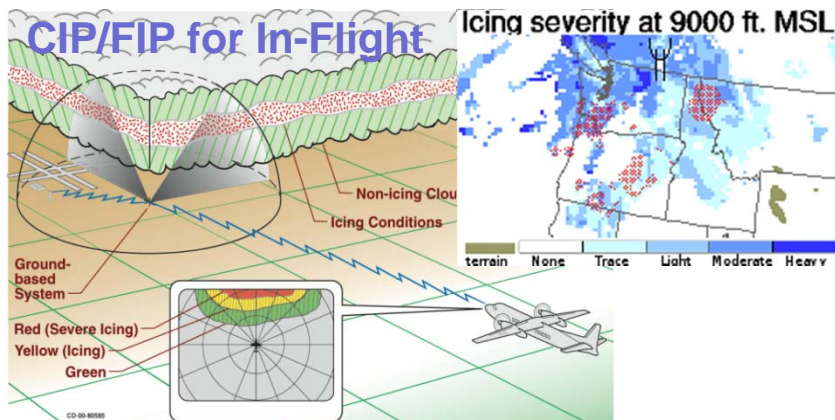 CIP/FIP for In-Flight
Icing severity at 9000 ft. MSL
Non-icing Clou
Icing Conditions
Ground-
based
System
Red (Severe Icing)
Yellow (Icing)
Green
terrain None Trace Light Moderate Heavy
CD-00-80585